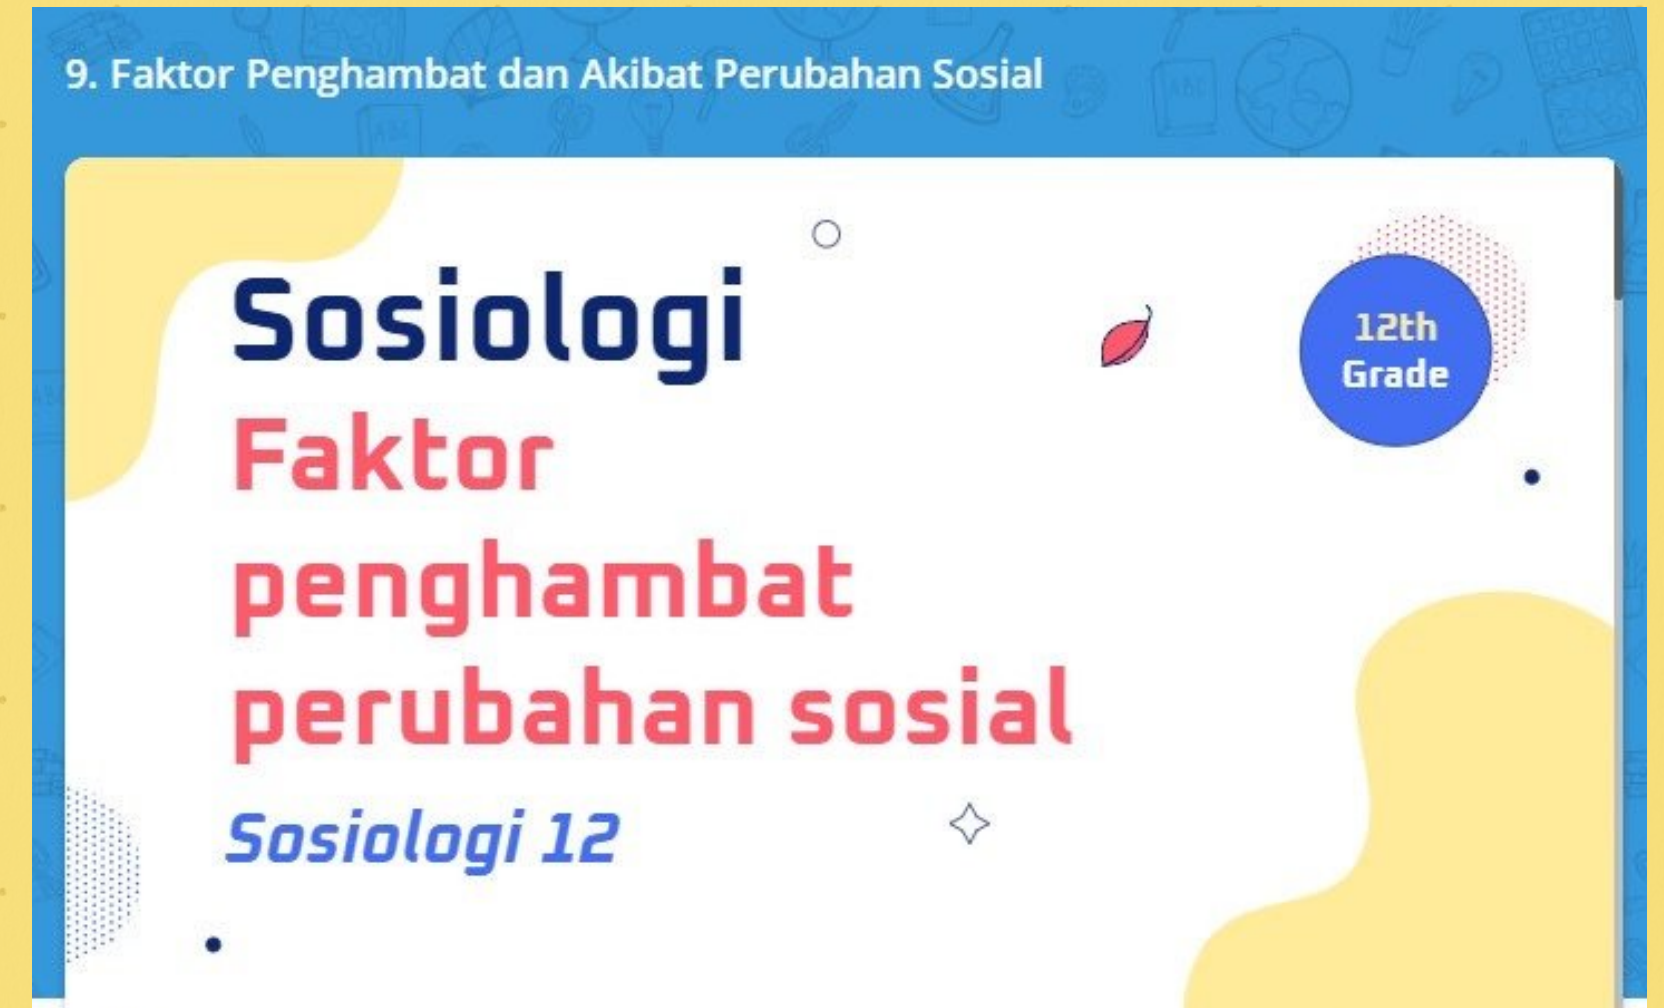 9. Faktor Penghambat dan Akibat Perubahan Sosial
Sosiologi
12th
Grade
Faktor
penghambat
perubahan sosial
Sosiologi 12